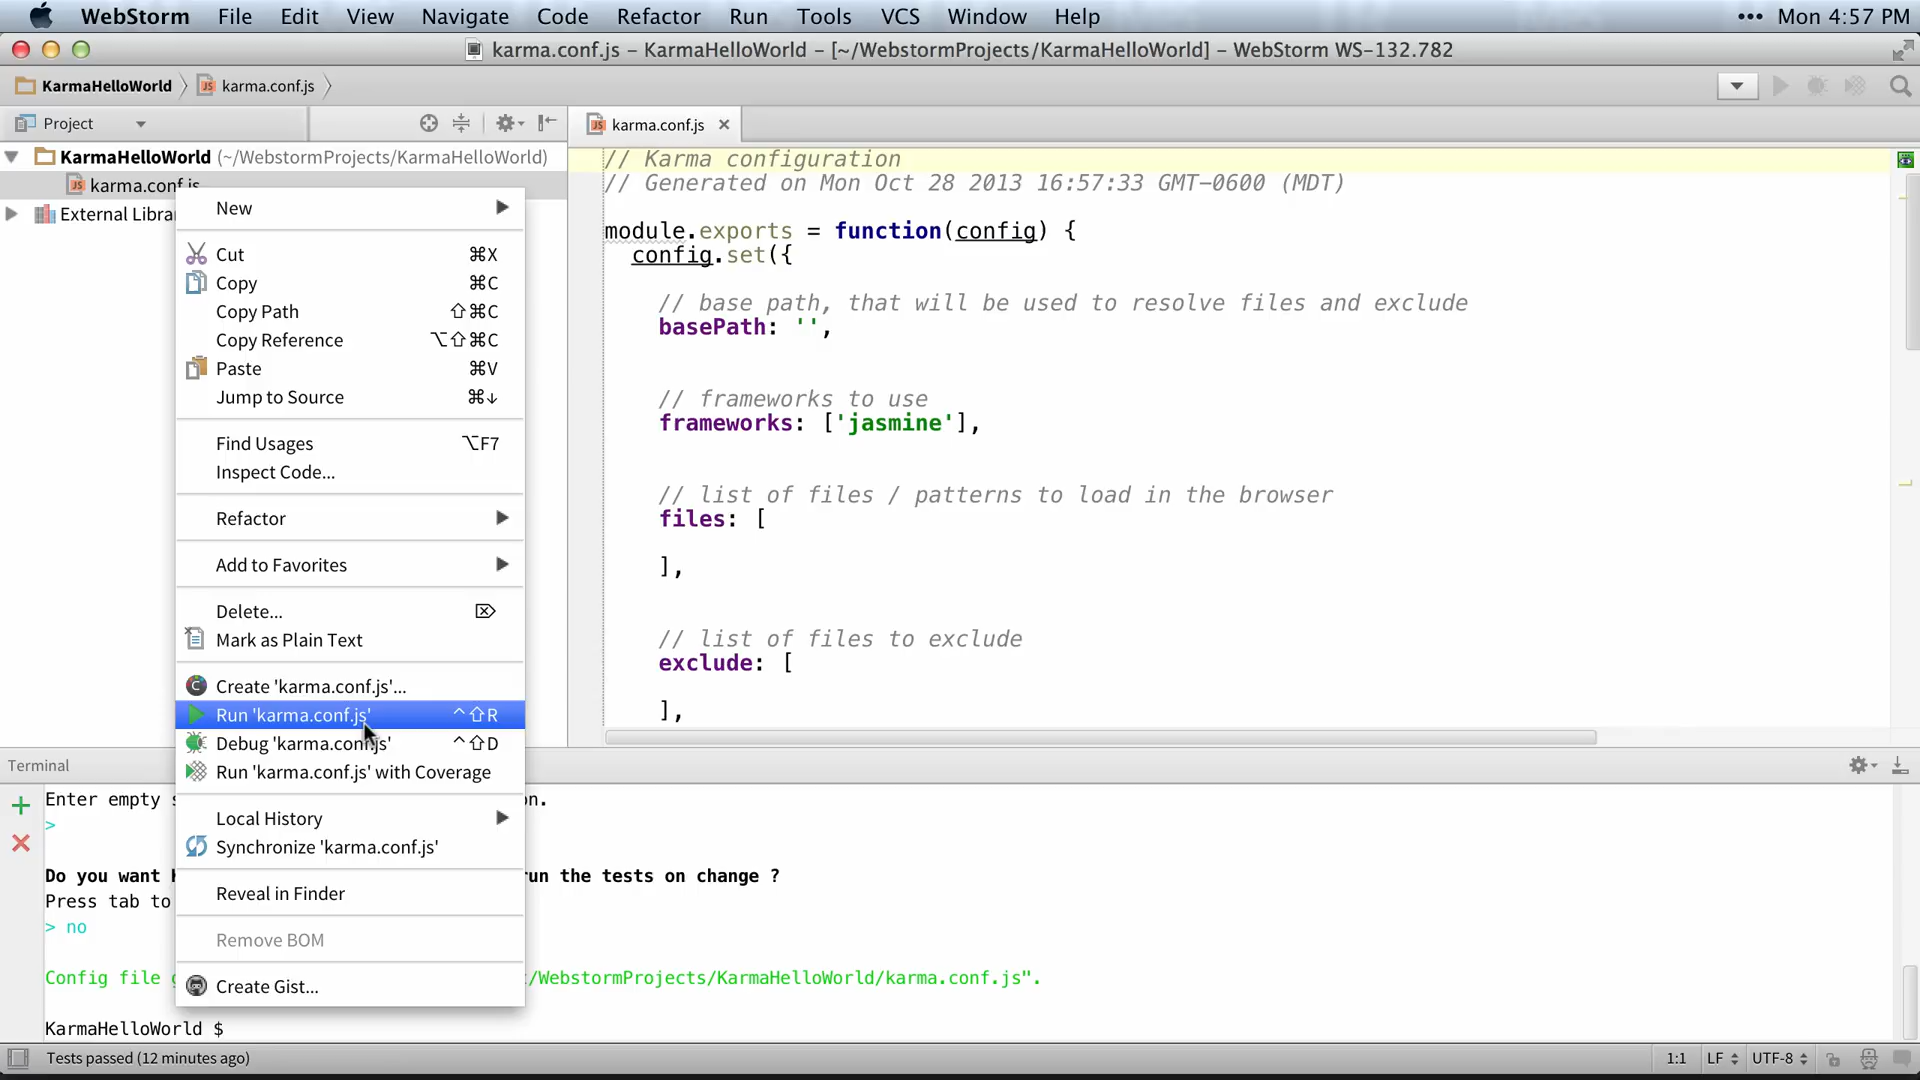 WebStorm File Edit View Navigate Code Refactor Run Tools VCS Window Help ••• Mon 4:57 PM
karma.conf.js – KarmaHelloWorld – [~/WebstormProjects/KarmaHelloWorld] – WebStorm WS-132.782
KarmaHelloWorld karma.conf.js
Project
karma.conf.js
KarmaHelloWorld (~/WebstormProjects/KarmaHelloWorld)
karma.conf.js
External Libra
New
Cut ⌘X
Copy ⌘C
Copy Path ⇧⌘C
Copy Reference ⌥⇧⌘C
Paste ⌘V
Jump to Source ⌘↓
Find Usages ⌥F7
Inspect Code...
Refactor
Add to Favorites
Delete... ⌦
Mark as Plain Text
Create 'karma.conf.js'...
Run 'karma.conf.js' ^⇧R
Debug 'karma.conf.js' ^⇧D
Run 'karma.conf.js' with Coverage
Local History
Synchronize 'karma.conf.js'
Reveal in Finder
Remove BOM
Create Gist...
// Karma configuration
// Generated on Mon Oct 28 2013 16:57:33 GMT-0600 (MDT)
module.exports = function(config) {
config.set({
// base path, that will be used to resolve files and exclude
basePath: '',
// frameworks to use
frameworks: ['jasmine'],
// list of files / patterns to load in the browser
files: [
],
// list of files to exclude
exclude: [
],
Terminal
Enter empty s on.
>
Do you want K run the tests on change ?
Press tab to
> no
Config file g /WebstormProjects/KarmaHelloWorld/karma.conf.js".
KarmaHelloWorld $
Tests passed (12 minutes ago) 1:1 LF UTF-8